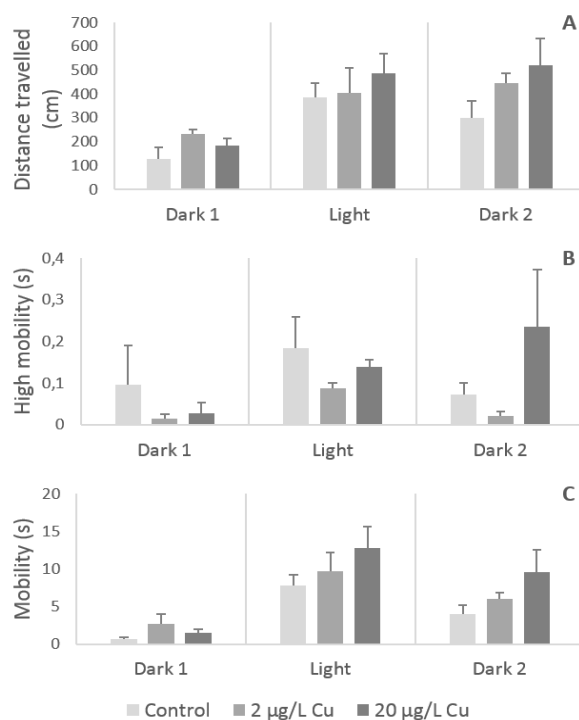 A
Distance travelled
(cm)
700
600
500
400
300
200
100
0
Dark 1 Light Dark 2
B
High mobility (s)
0,4
0,3
0,2
0,1
0
Dark 1 Light Dark 2
C
Mobility (s)
20
15
10
5
0
Dark 1 Light Dark 2
Control 2 µg/L Cu 20 µg/L Cu